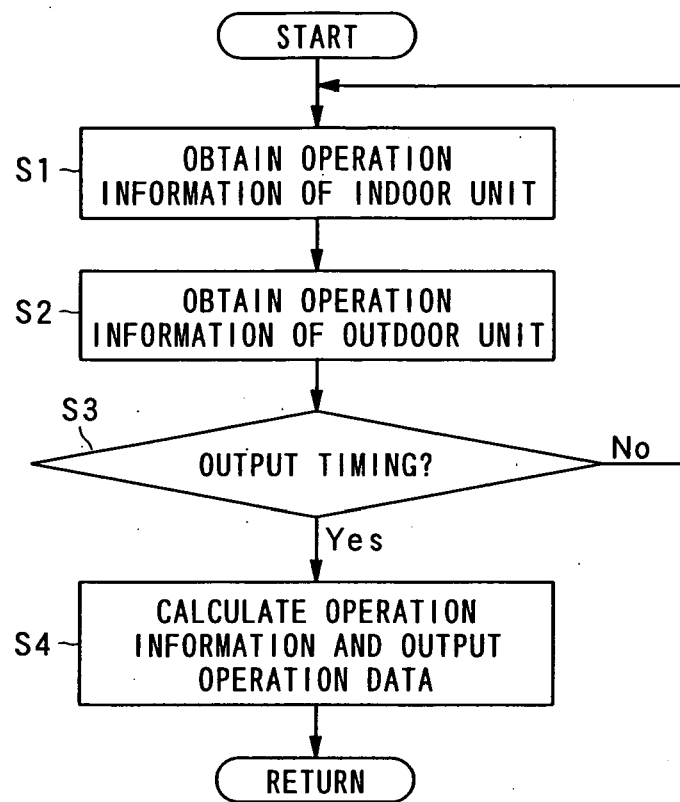 START
S1
OBTAIN OPERATION
INFORMATION OF INDOOR UNIT
S2
OBTAIN OPERATION
INFORMATION OF OUTDOOR UNIT
S3
OUTPUT TIMING?
No
Yes
S4
CALCULATE OPERATION
INFORMATION AND OUTPUT
OPERATION DATA
RETURN